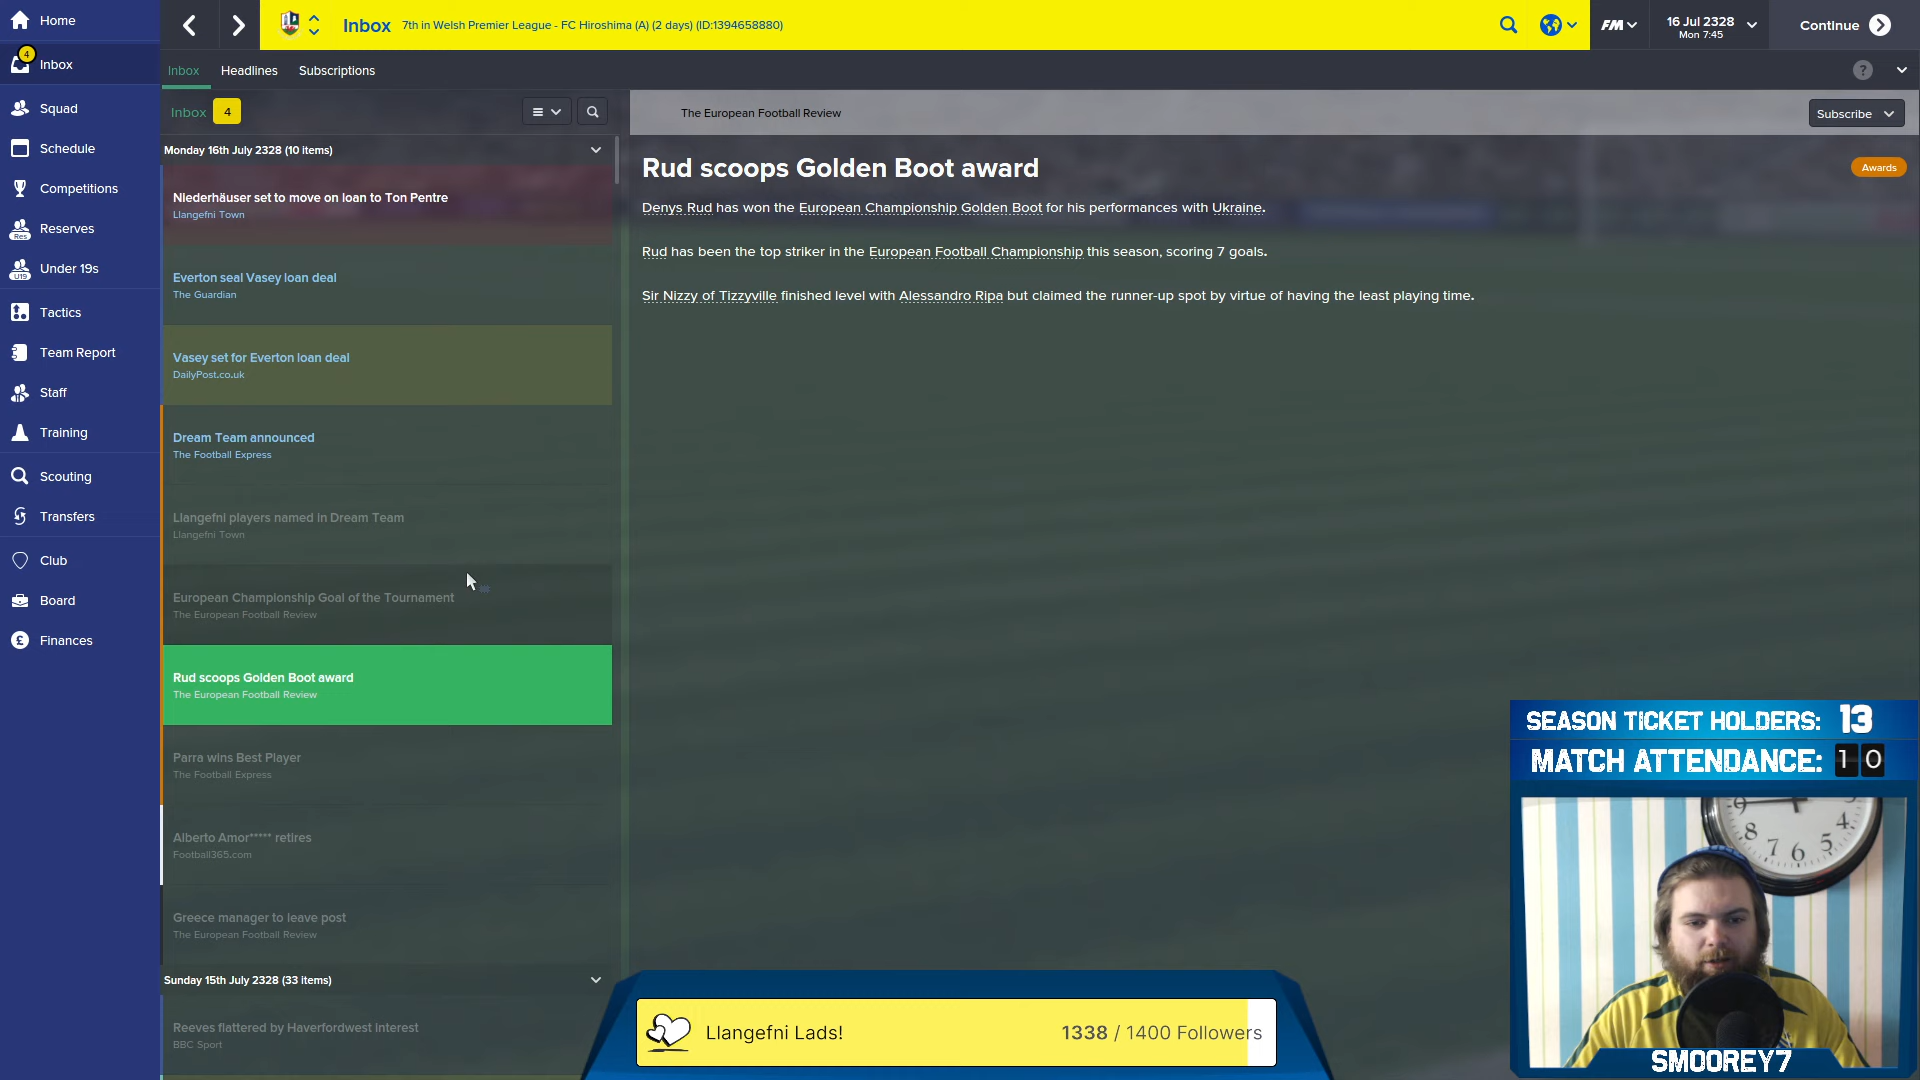 Home
Inbox
4
Squad
Schedule
Competitions
Reserves
Res
Under 19s
U19
Tactics
Team Report
Staff
Training
Scouting
Transfers
Club
Board
Finances
Inbox 7th in Welsh Premier League - FC Hiroshima (A) (2 days) (ID:1394658880)
FM
16 Jul 2328
Mon 7:45
Continue
Inbox Headlines Subscriptions
?
Inbox 4
Monday 16th July 2328 (10 items)
Niederhäuser set to move on loan to Ton Pentre
Llangefni Town
Everton seal Vasey loan deal
The Guardian
Vasey set for Everton loan deal
DailyPost.co.uk
Dream Team announced
The Football Express
Llangefni players named in Dream Team
Llangefni Town
European Championship Goal of the Tournament
The European Football Review
Rud scoops Golden Boot award
The European Football Review
Parra wins Best Player
The Football Express
Alberto Amor***** retires
Football365.com
Greece manager to leave post
The European Football Review
Sunday 15th July 2328 (33 items)
Reeves flattered by Haverfordwest interest
BBC Sport
The European Football Review
Subscribe
Rud scoops Golden Boot award
Awards
Denys Rud has won the European Championship Golden Boot for his performances with Ukraine.
Rud has been the top striker in the European Football Championship this season, scoring 7 goals.
Sir Nizzy of Tizzyville finished level with Alessandro Ripa but claimed the runner-up spot by virtue of having the least playing time.
SEASON TICKET HOLDERS: 13
MATCH ATTENDANCE: 10
9 8 7 6 5 4 3
SMOOREY7
Llangefni Lads! 1338 / 1400 Followers